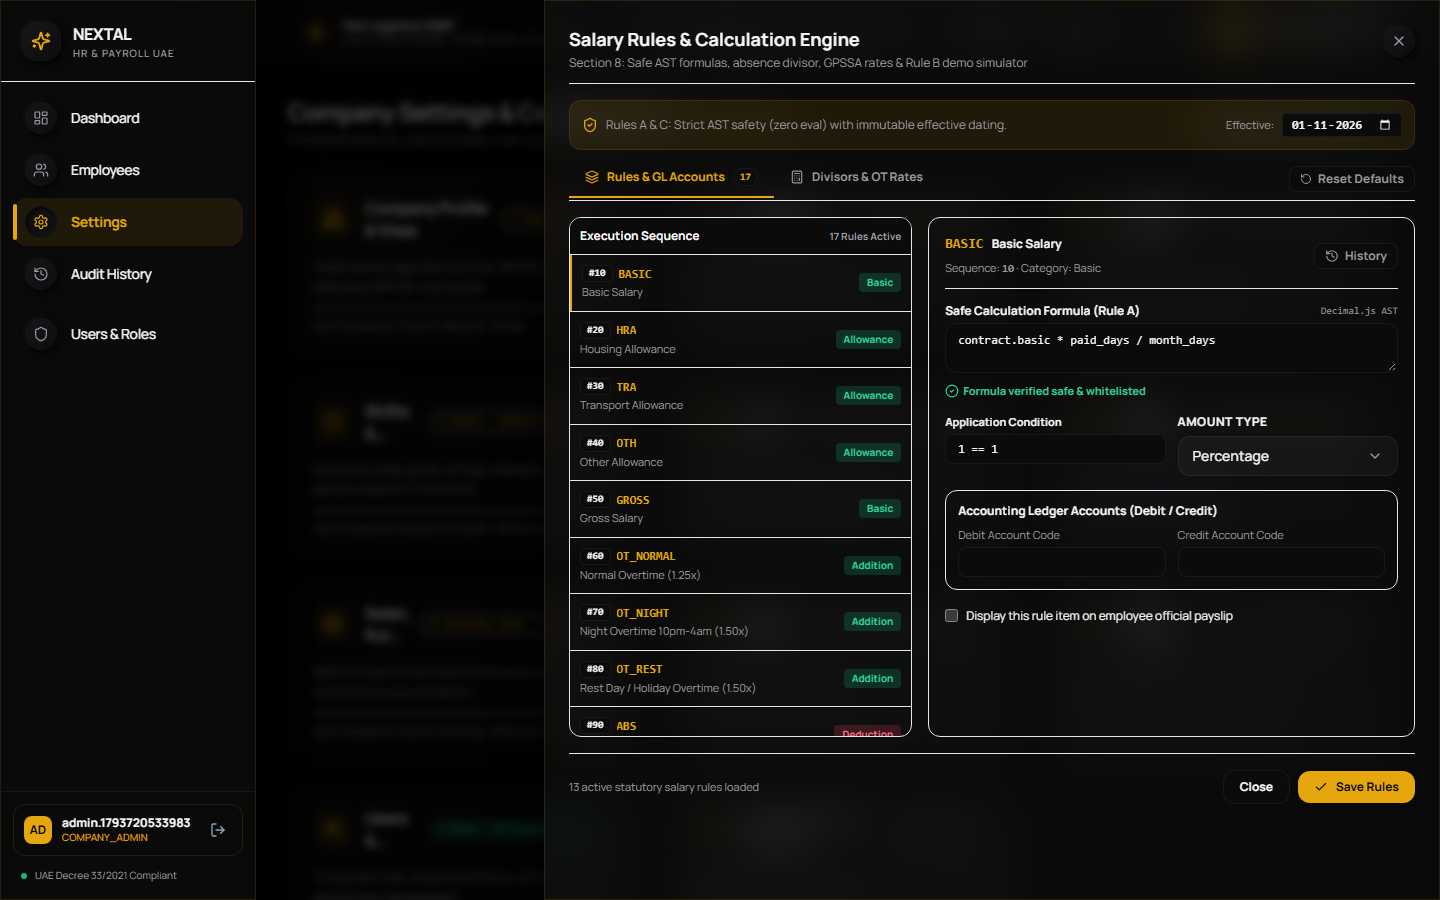 NEXTAL
HR & PAYROLL UAE
Dashboard
Employees
Settings
Audit History
Users & Roles
AD
admin.1793720533983
COMPANY_ADMIN
UAE Decree 33/2021 Compliant
Company Settings & Co
Company Profile
Salary Rules & Calculation Engine
Section 8: Safe AST formulas, absence divisor, GPSSA rates & Rule B demo simulator
Rules A & C: Strict AST safety (zero eval) with immutable effective dating.
Effective: 01-11-2026
Rules & GL Accounts 17
Divisors & OT Rates
Reset Defaults
Execution Sequence
17 Rules Active
#10 BASIC
Basic Salary
Basic
#20 HRA
Housing Allowance
Allowance
#30 TRA
Transport Allowance
Allowance
#40 OTH
Other Allowance
Allowance
#50 GROSS
Gross Salary
Basic
#60 OT_NORMAL
Normal Overtime (1.25x)
Addition
#70 OT_NIGHT
Night Overtime 10pm-4am (1.50x)
Addition
#80 OT_REST
Rest Day / Holiday Overtime (1.50x)
Addition
#90 ABS
Deduction
BASIC Basic Salary
Sequence: 10 · Category: Basic
History
Safe Calculation Formula (Rule A)
Decimal.js AST
contract.basic * paid_days / month_days
Formula verified safe & whitelisted
Application Condition
1 == 1
AMOUNT TYPE
Percentage
Accounting Ledger Accounts (Debit / Credit)
Debit Account Code
Credit Account Code
Display this rule item on employee official payslip
13 active statutory salary rules loaded
Close
Save Rules